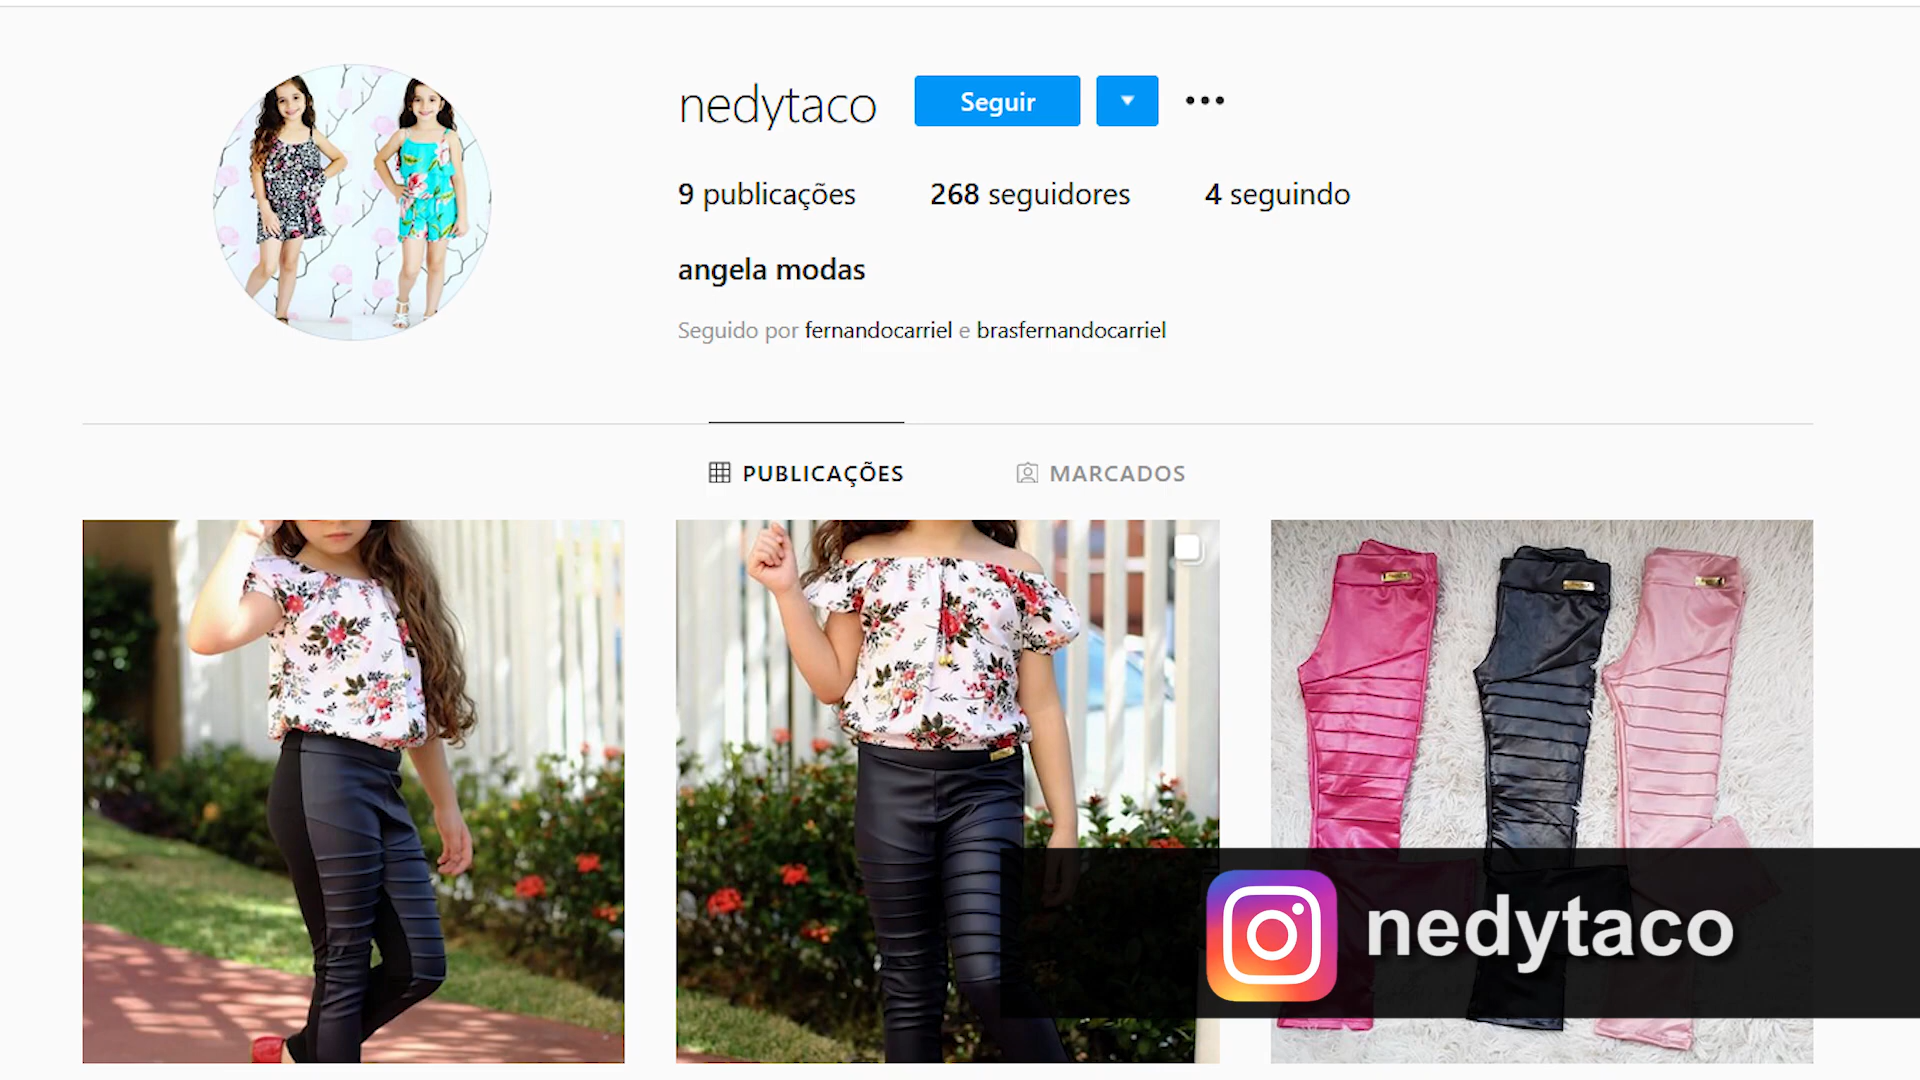 nedytaco Seguir
9 publicações 268 seguidores 4 seguindo
angela modas
Seguido por fernandocarriel e brasfernandocarriel
PUBLICAÇÕES MARCADOS
nedytaco